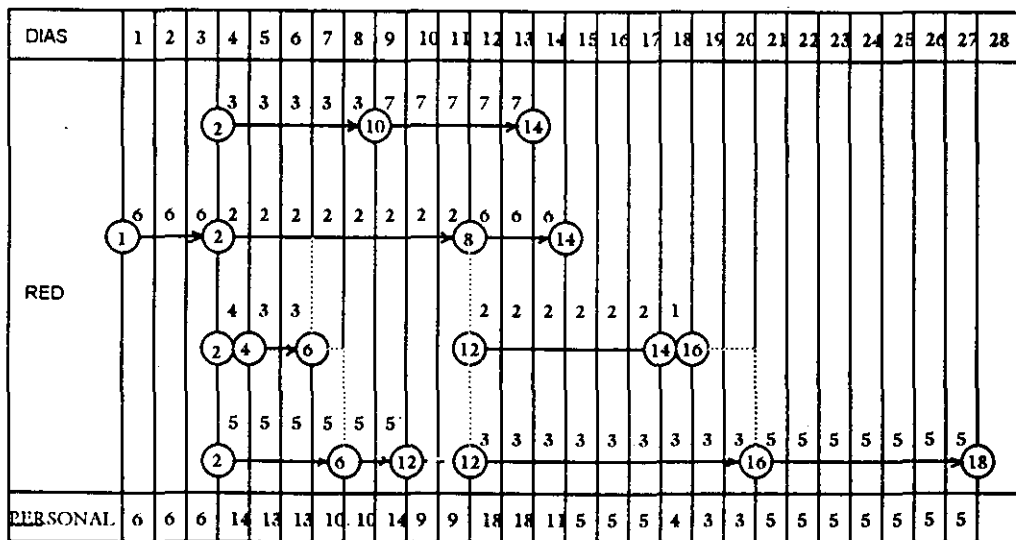 DIAS 1 2 3 4 5 6 7 8 9 10 11 12 13 14 15 16 17 18 19 20 21 22 23 24 25 26 27 28
3 3 3 3 3 7 7 7 7 7
2 10 14
6 6 6 2 2 2 2 2 2 2 2 6 6 6
1 2 8 14
RED
4 3 3 2 2 2 2 2 2 1
2 4 6 12 14 16
5 5 5 5 5 5 3 3 3 3 3 3 3 3 3 5 5 5 5 5 5 5
2 6 12 12 16 18
PERSONAL 6 6 6 14 13 13 10 10 14 9 9 18 18 11 5 5 5 4 3 3 5 5 5 5 5 5 5